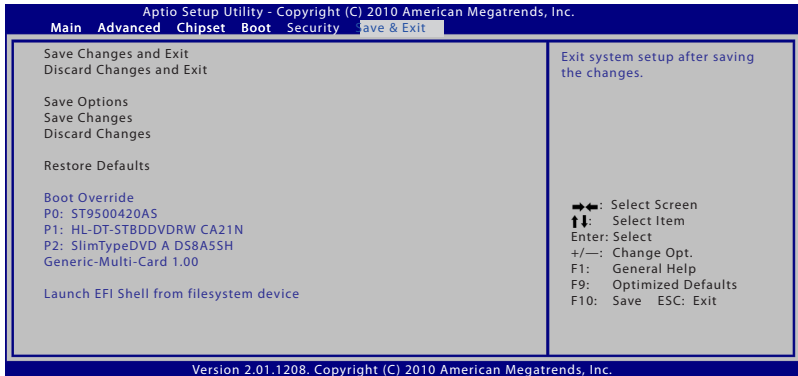 Aptio Setup Utility - Copyright (C) 2010 American Megatrends, Inc.
Main Advanced Chipset Boot Security Save & Exit
Save Changes and Exit
Discard Changes and Exit
Save Options
Save Changes
Discard Changes
Restore Defaults
Boot Override
P0: ST9500420AS
P1: HL-DT-STBDDVDRW CA21N
P2: SlimTypeDVD A DS8A5SH
Generic-Multi-Card 1.00
Launch EFI Shell from filesystem device
Exit system setup after saving
the changes.
➡⬅: Select Screen
⬆⬇: Select Item
Enter: Select
+/—: Change Opt.
F1: General Help
F9: Optimized Defaults
F10: Save ESC: Exit
Version 2.01.1208. Copyright (C) 2010 American Megatrends, Inc.